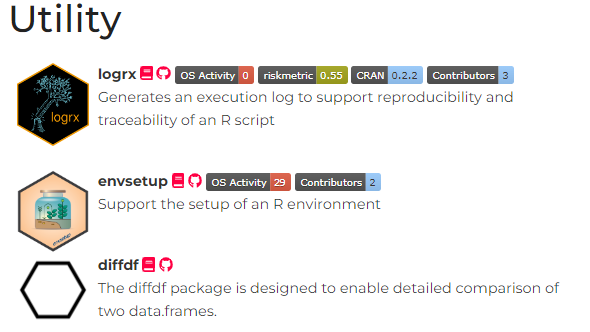 Utility
logrx OS Activity 0 riskmetric 0.55 CRAN 0.2.2 Contributors 3
Generates an execution log to support reproducibility and
traceability of an R script
logrx
envsetup OS Activity 29 Contributors 2
Support the setup of an R environment
envsetup
diffdf
The diffdf package is designed to enable detailed comparison of
two data.frames.